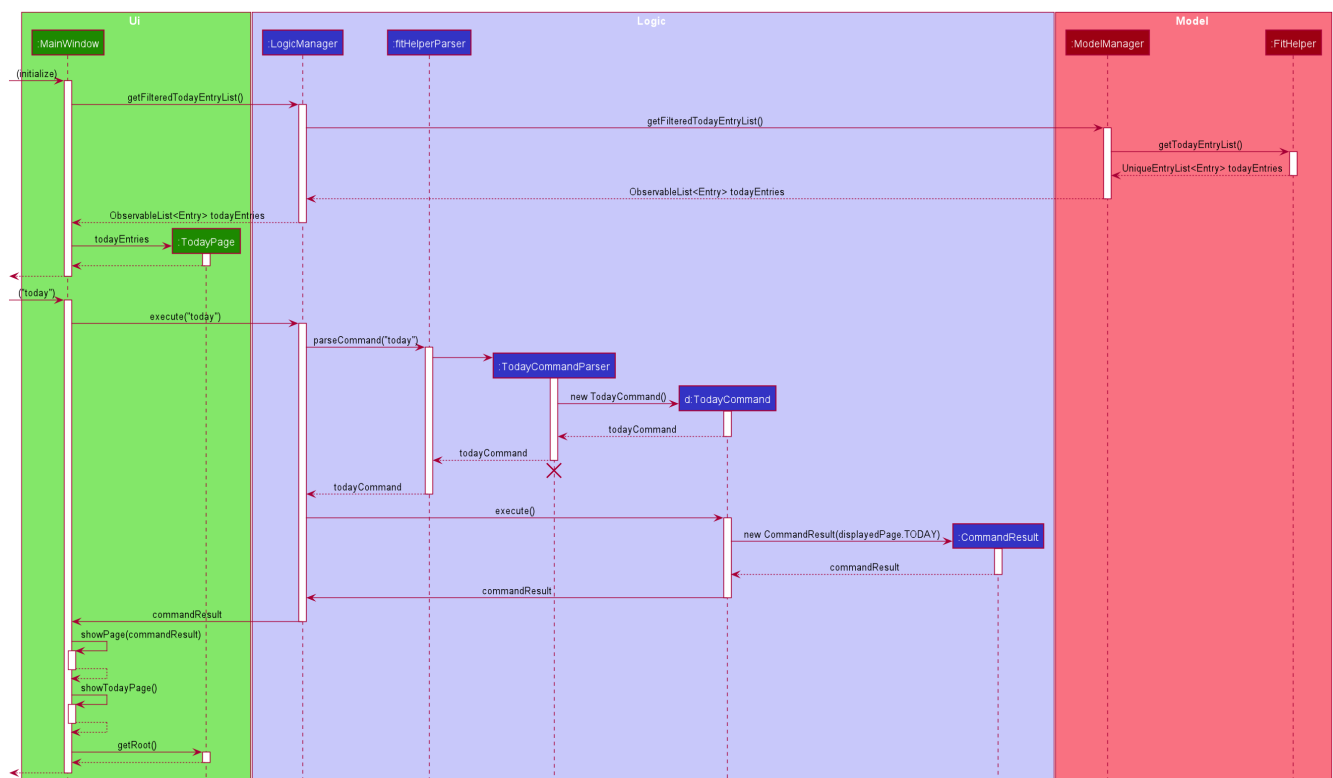 Ui
Logic
Model
:MainWindow
:LogicManager
:fitHelperParser
:ModelManager
:FitHelper
(initialize)
getFilteredTodayEntryList()
getFilteredTodayEntryList()
getTodayEntryList()
UniqueEntryList<Entry> todayEntries
ObservableList<Entry> todayEntries
ObservableList<Entry> todayEntries
todayEntries
:TodayPage
("today")
execute("today")
parseCommand("today")
:TodayCommandParser
new TodayCommand()
d:TodayCommand
todayCommand
todayCommand
todayCommand
execute()
new CommandResult(displayedPage.TODAY)
:CommandResult
commandResult
commandResult
commandResult
showPage(commandResult)
showTodayPage()
getRoot()